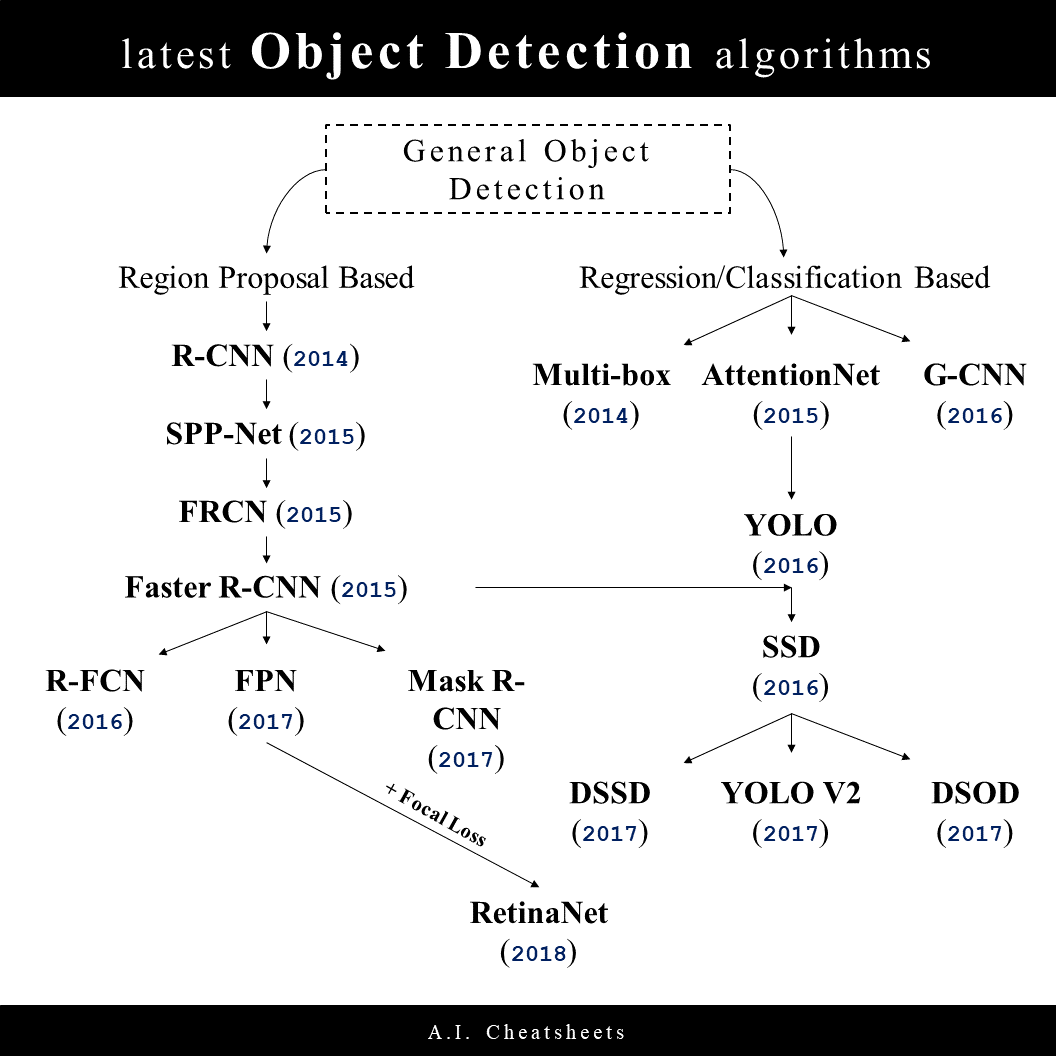 latest Object Detection algorithms
General Object
Detection
Region Proposal Based
Regression/Classification Based
R-CNN (2014)
SPP-Net (2015)
FRCN (2015)
Faster R-CNN (2015)
R-FCN
(2016)
FPN
(2017)
Mask R-
CNN
(2017)
+ Focal Loss
Multi-box
(2014)
AttentionNet
(2015)
G-CNN
(2016)
YOLO
(2016)
SSD
(2016)
DSSD
(2017)
YOLO V2
(2017)
DSOD
(2017)
RetinaNet
(2018)
A.I. Cheatsheets